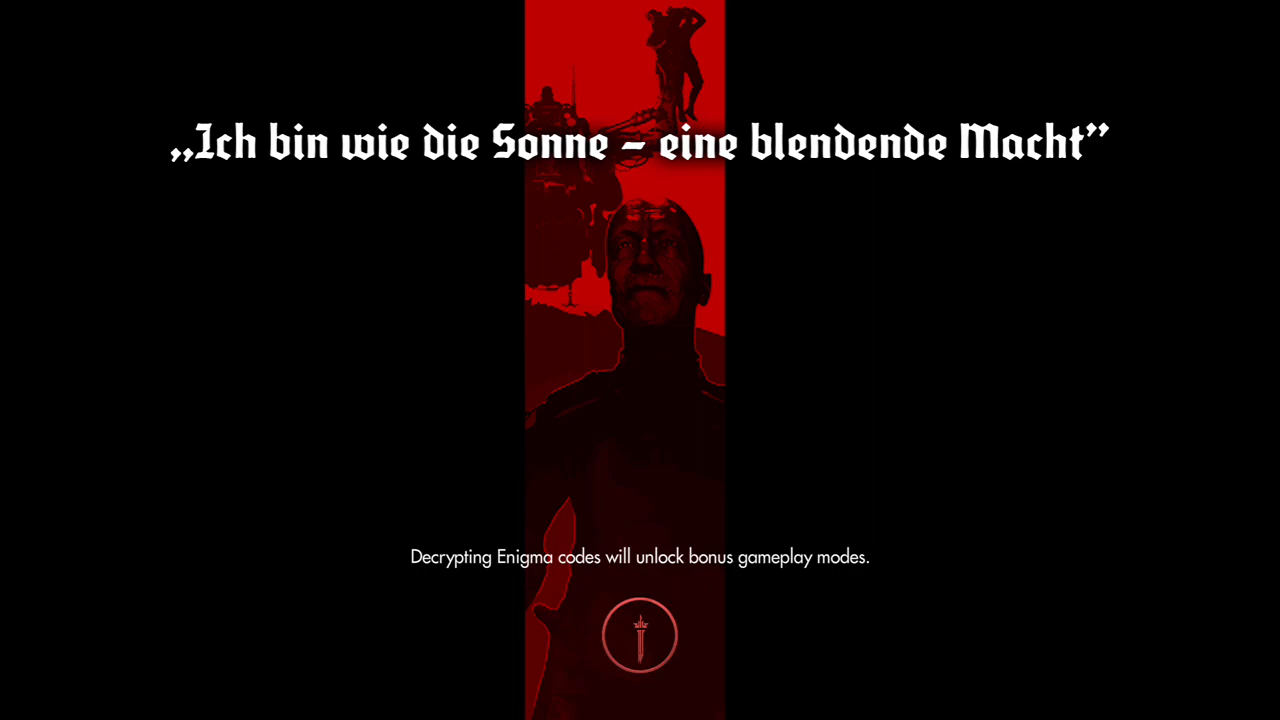 „Ich bin wie die Sonne – eine blendende Macht”
Decrypting Enigma codes will unlock bonus gameplay modes.